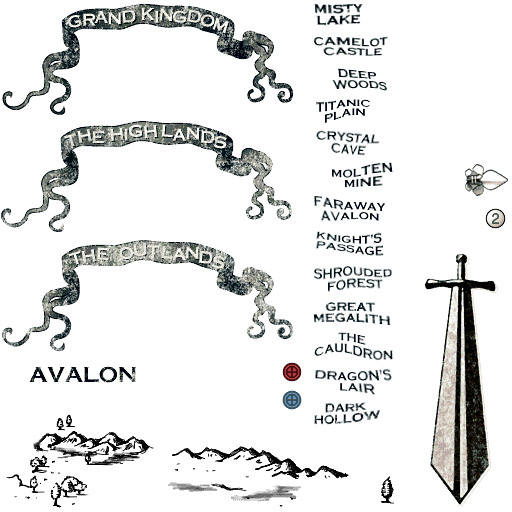 GRAND KINGDOM
THE HIGHLANDS
THE OUTLANDS
AVALON
MISTY
LAKE
CAMELOT
CASTLE
DEEP
WOODS
TITANIC
PLAIN
CRYSTAL
CAVE
MOLTEN
MINE
FARAWAY
AVALON
KNIGHT'S
PASSAGE
SHROUDED
FOREST
GREAT
MEGALITH
THE
CAULDRON
DRAGON'S
LAIR
DARK
HOLLOW
2